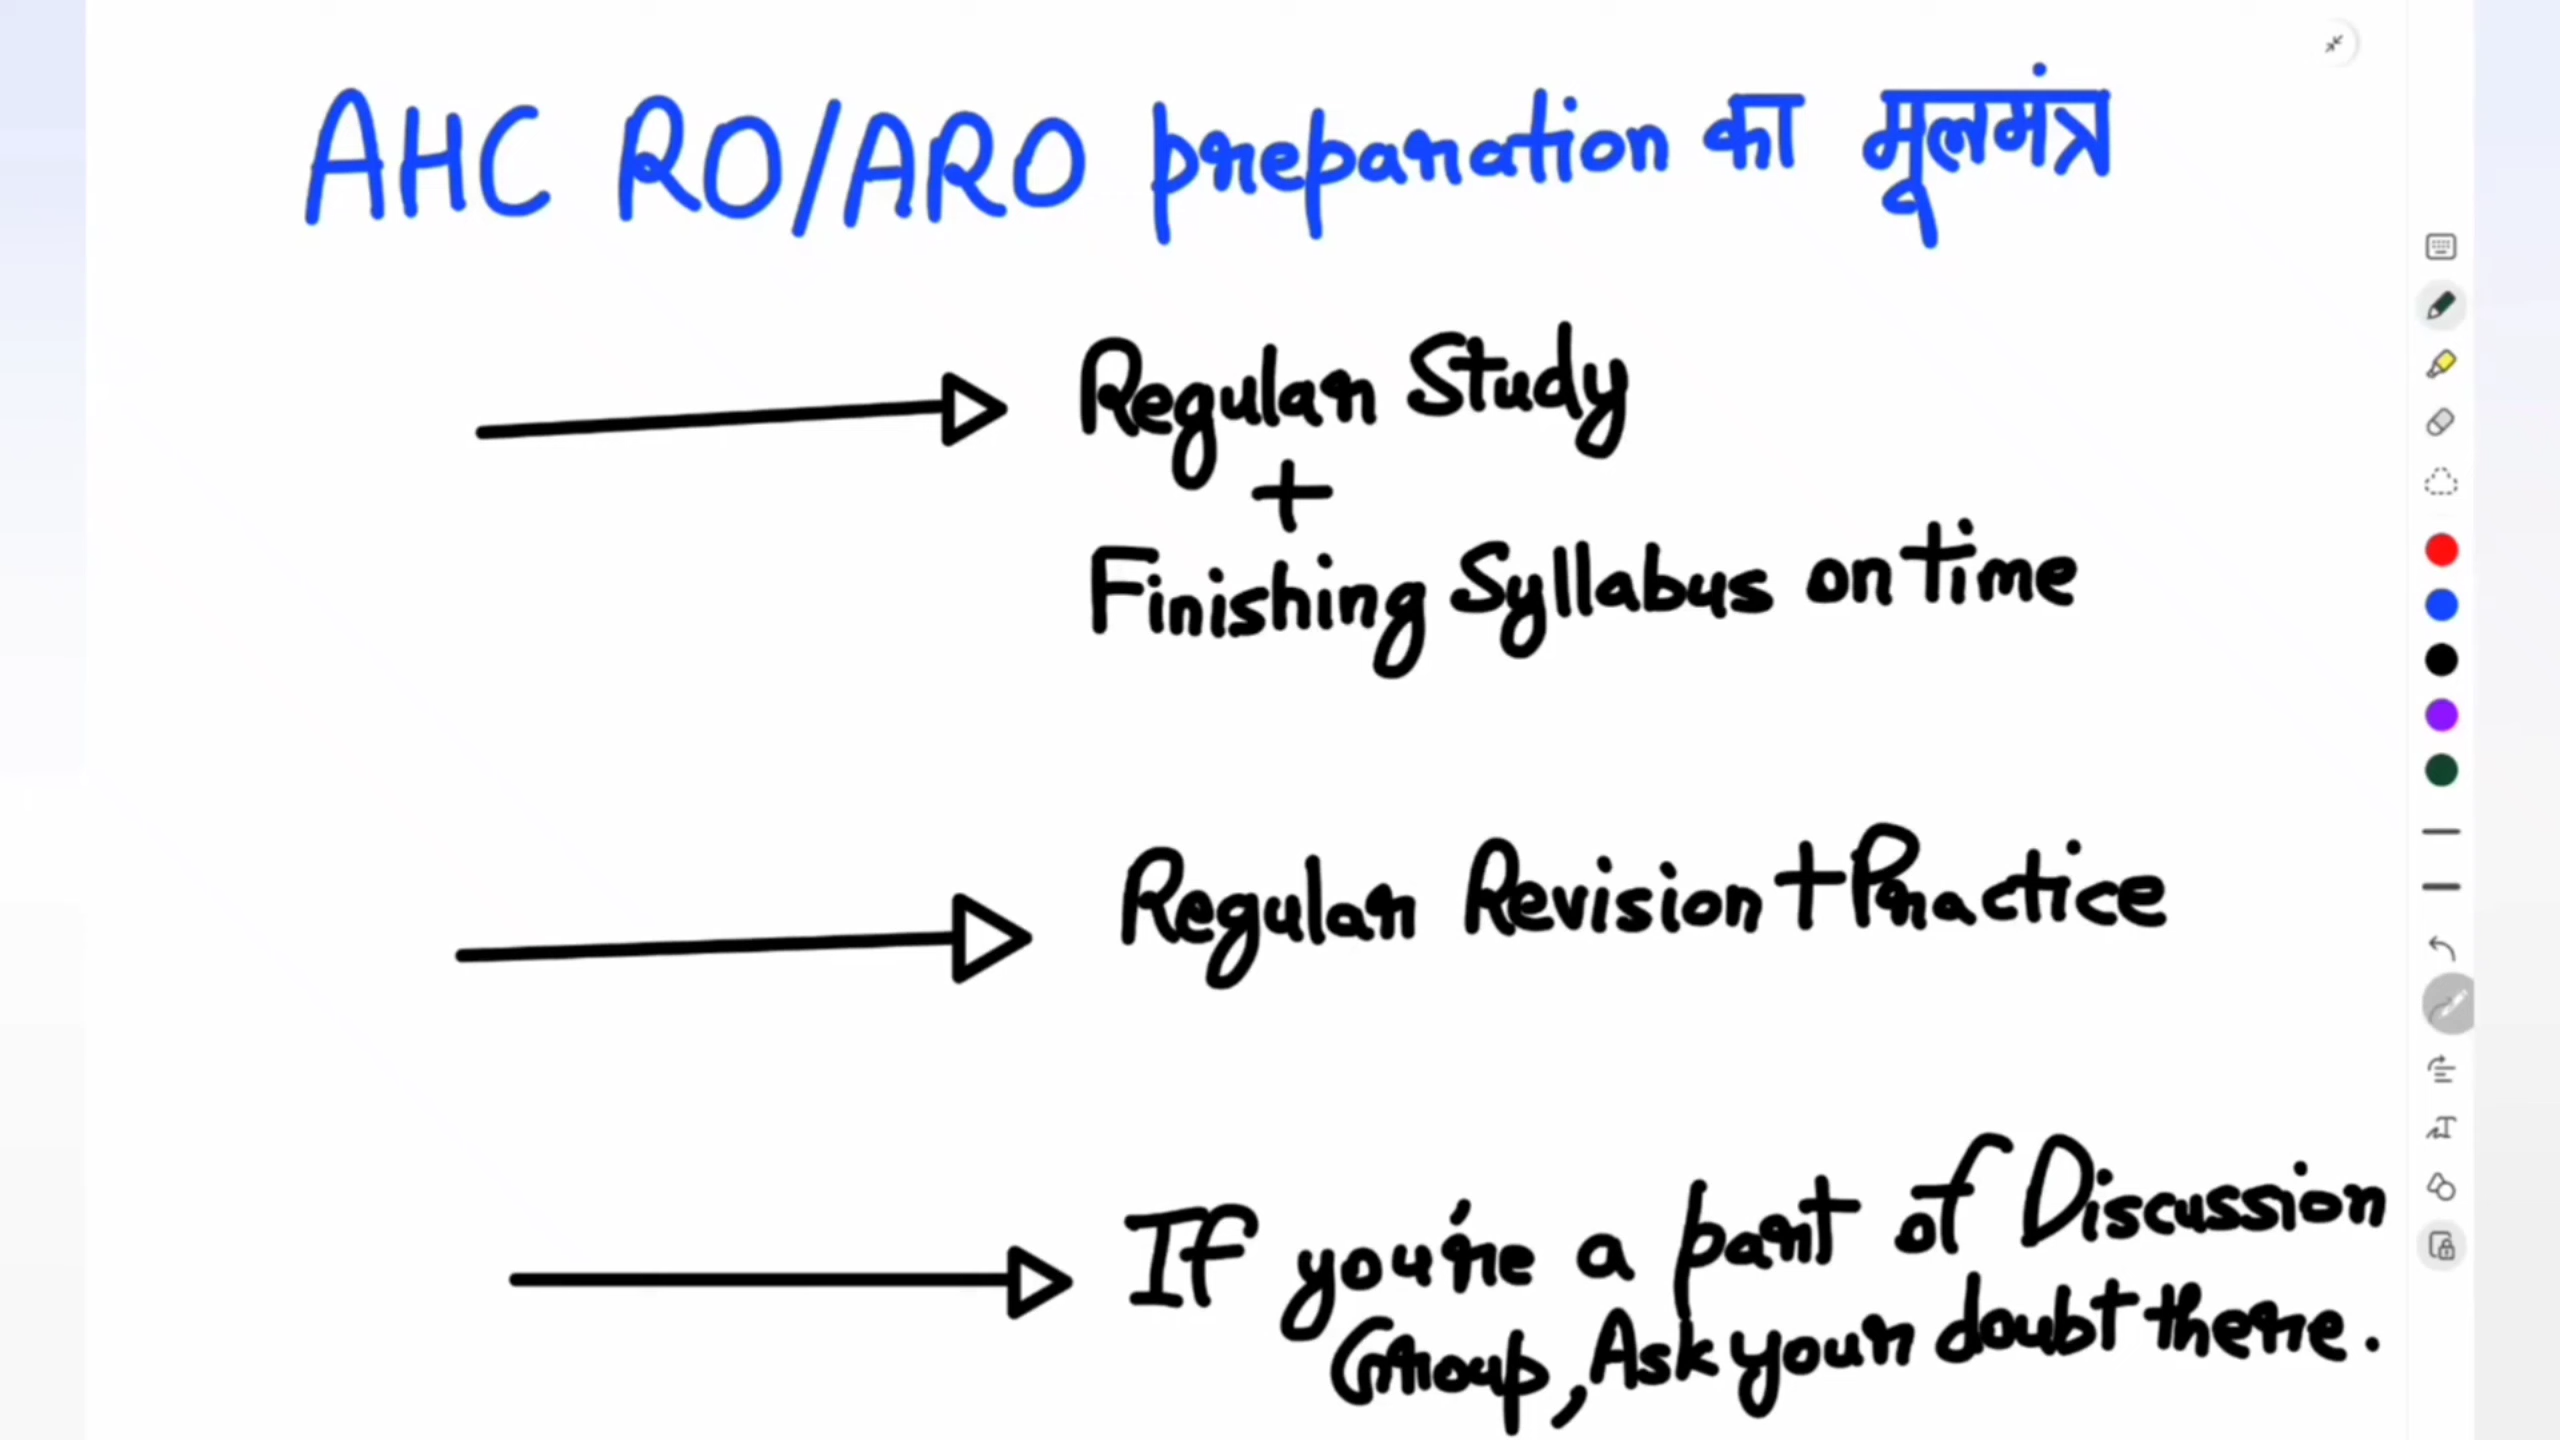 AHC RO/ARO preparation का मूलमंत्र
Regular Study
+
Finishing Syllabus on time
Regular Revision + Practice
If you're a part of Discussion
Group, Ask your doubt there.